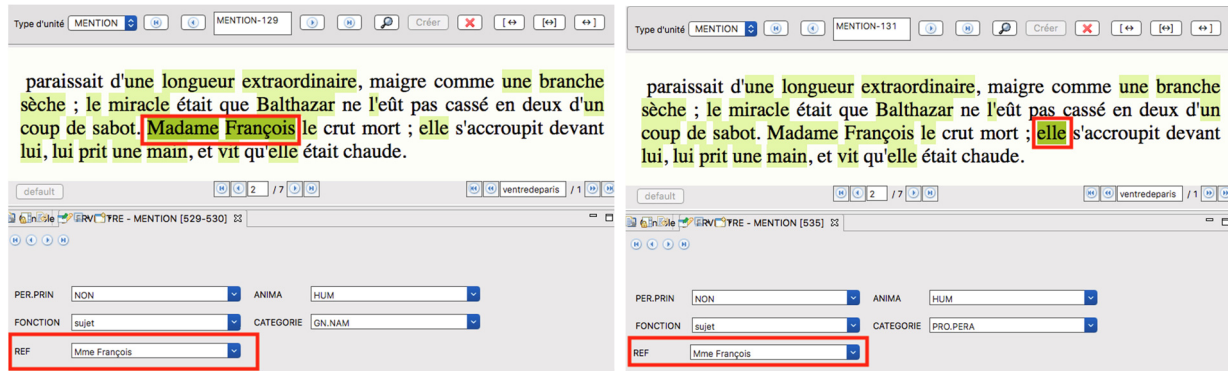 Type d'unité MENTION MENTION-129 Créer [↔ [↔] ↔]
paraissait d'une longueur extraordinaire, maigre comme une branche
sèche ; le miracle était que Balthazar ne l'eût pas cassé en deux d'un
coup de sabot. Madame François le crut mort ; elle s'accroupit devant
lui, lui prit une main, et vit qu'elle était chaude.
default 2 / 7 ventredeparis / 1
TRE - MENTION [529-530]
PER.PRIN NON ANIMA HUM
FONCTION sujet CATEGORIE GN.NAM
REF Mme François
Type d'unité MENTION MENTION-131 Créer [↔ [↔] ↔]
paraissait d'une longueur extraordinaire, maigre comme une branche
sèche ; le miracle était que Balthazar ne l'eût pas cassé en deux d'un
coup de sabot. Madame François le crut mort ; elle s'accroupit devant
lui, lui prit une main, et vit qu'elle était chaude.
default 2 / 7 ventredeparis / 1
TRE - MENTION [535]
PER.PRIN NON ANIMA HUM
FONCTION sujet CATEGORIE PRO.PERA
REF Mme François